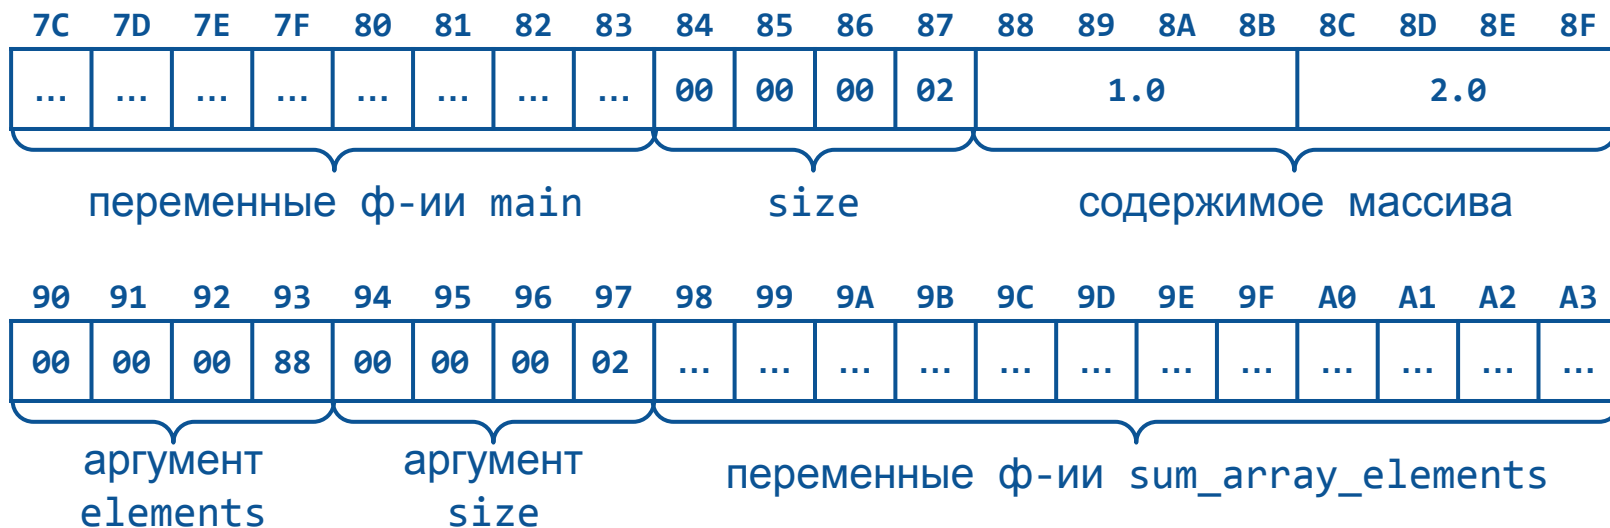 7C 7D 7E 7F 80 81 82 83 84 85 86 87 88 89 8A 8B 8C 8D 8E 8F
... ... ... ... ... ... ... ... 00 00 00 02 1.0 2.0
переменные ф-ии main size содержимое массива
90 91 92 93 94 95 96 97 98 99 9A 9B 9C 9D 9E 9F A0 A1 A2 A3
00 00 00 88 00 00 00 02 ... ... ... ... ... ... ... ... ... ... ... ...
аргумент аргумент переменные ф-ии sum_array_elements
elements size